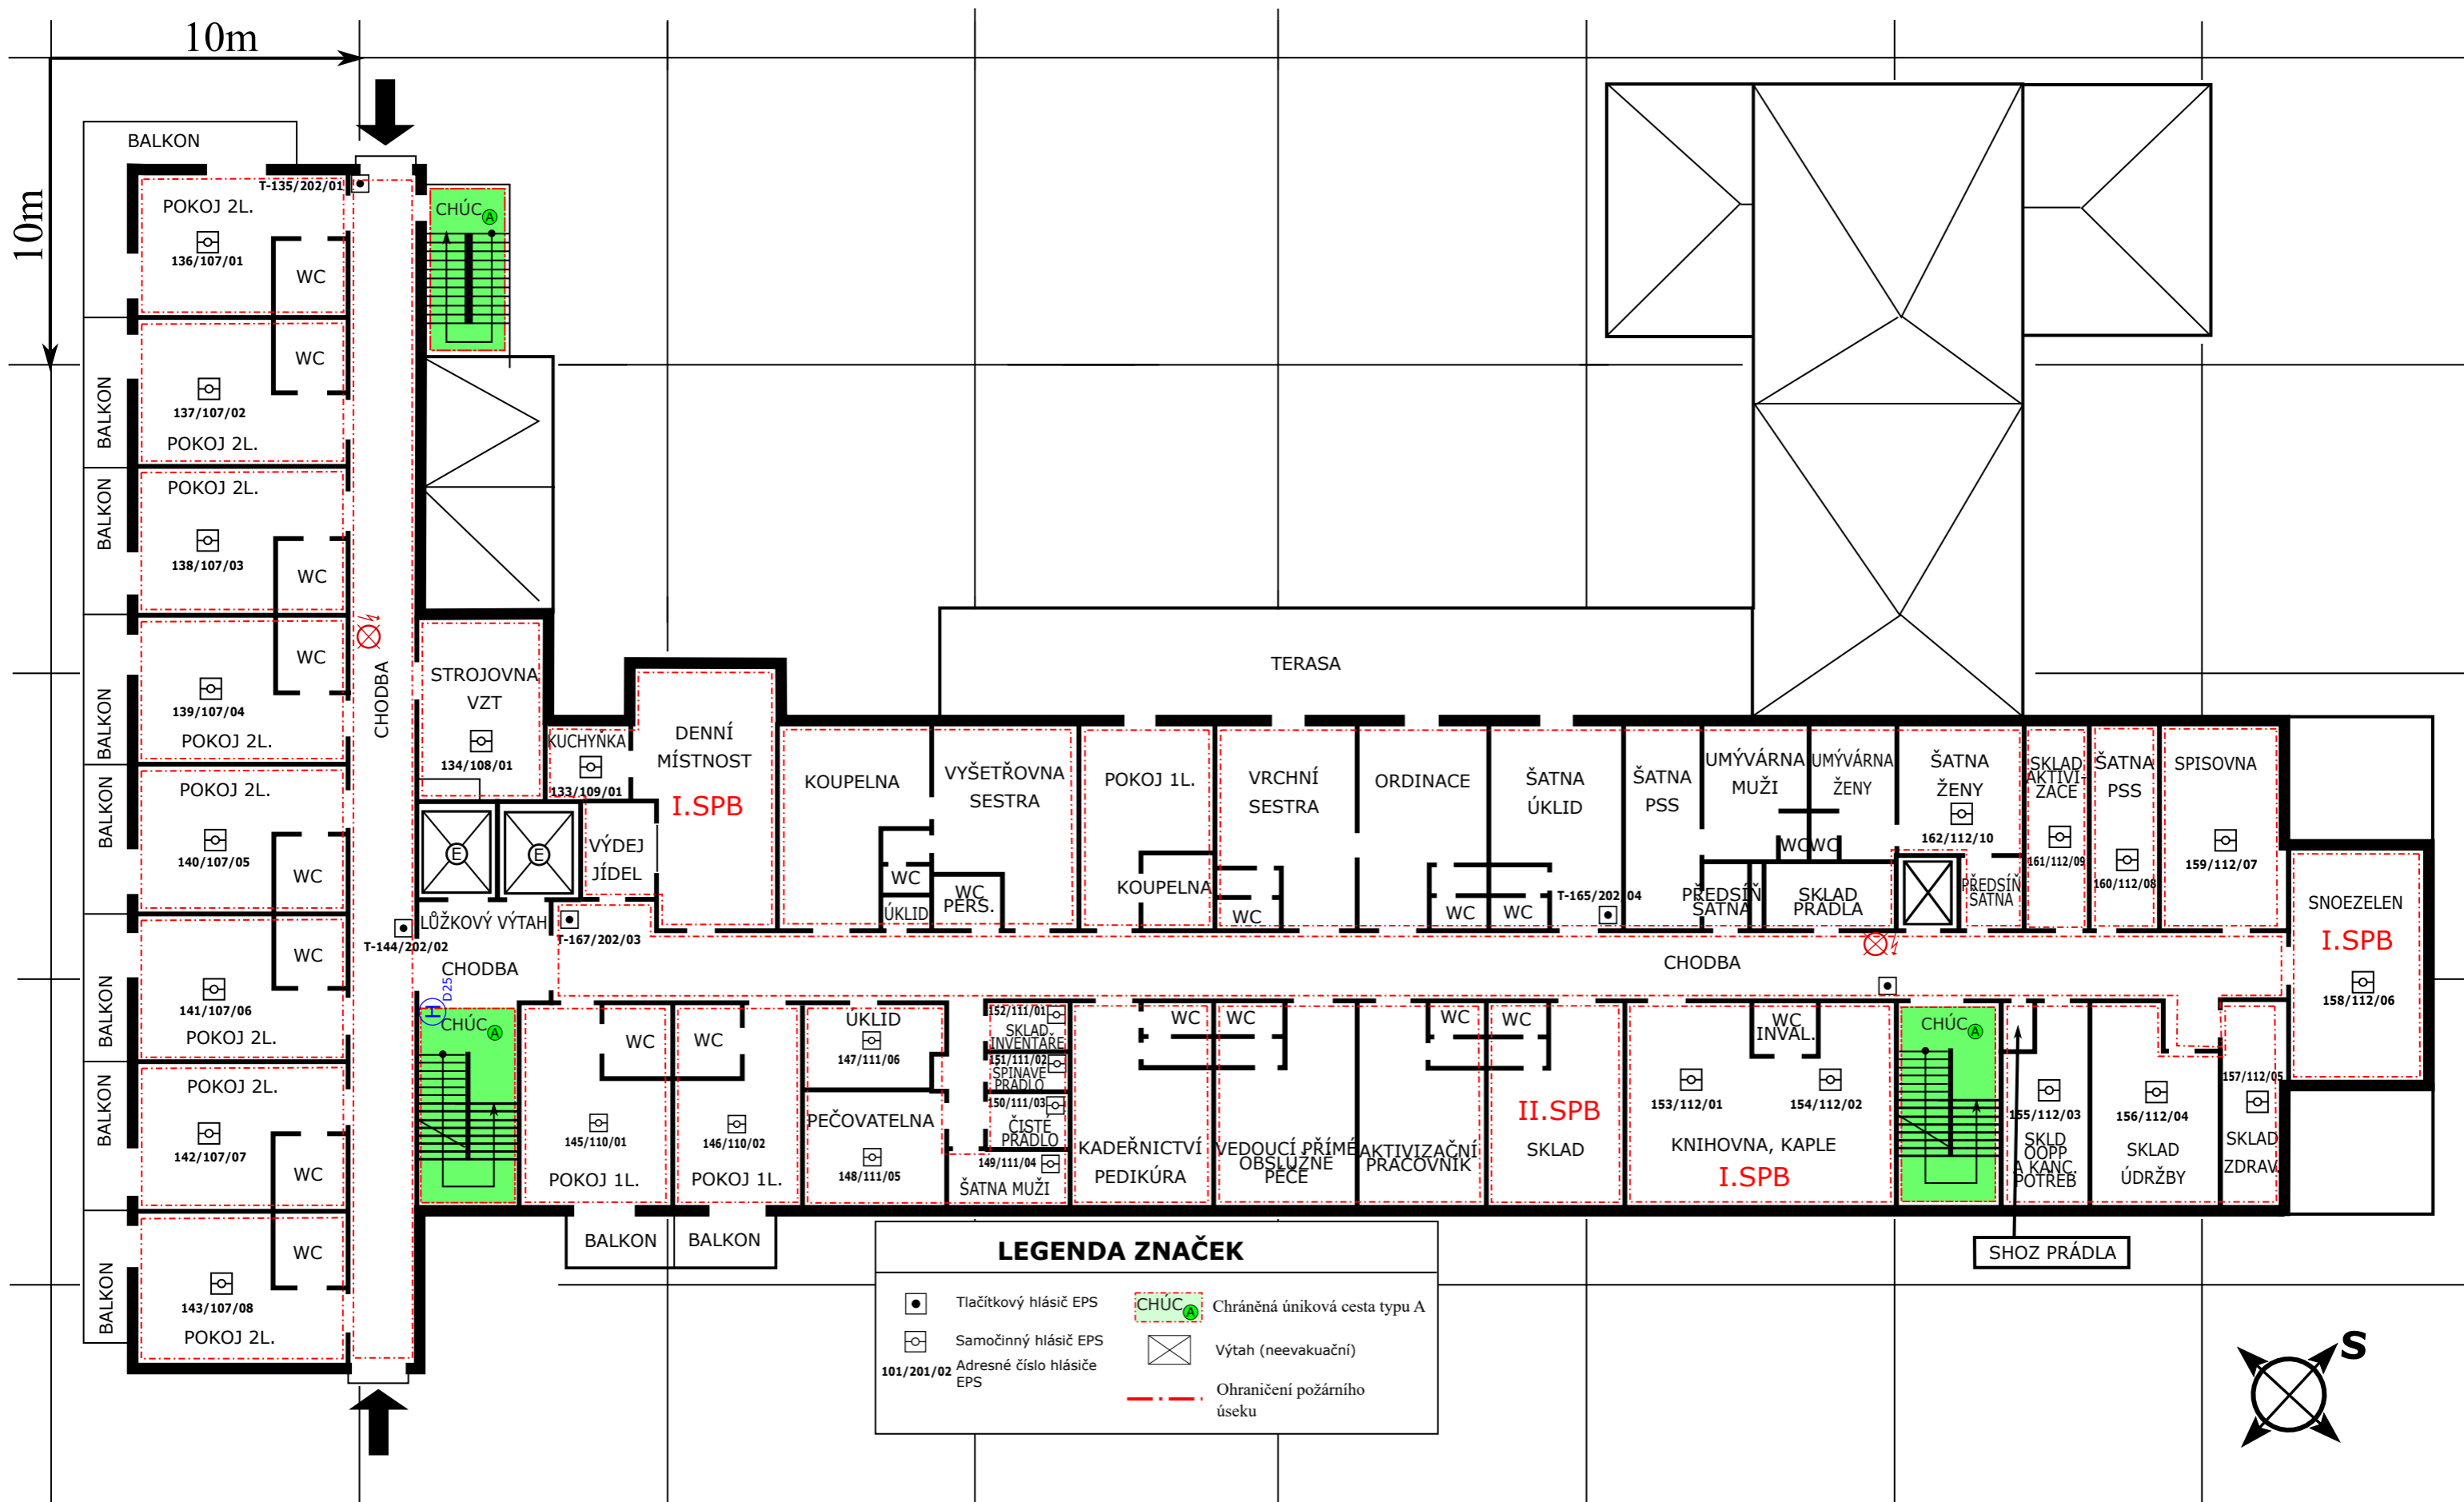 10m
10m
BALKON
T-135/202/01
POKOJ 2L.
136/107/01
WC
CHÚC A
WC
BALKON
137/107/02
POKOJ 2L.
POKOJ 2L.
BALKON
138/107/03
WC
WC
CHODBA
BALKON
139/107/04
POKOJ 2L.
STROJOVNA
VZT
134/108/01
KUCHYŇKA
133/109/01
DENNÍ
MÍSTNOST
I.SPB
VÝDEJ
JÍDEL
E
E
TERASA
KOUPELNA
WC
ÚKLID
VYŠETŘOVNA
SESTRA
WC
PERS.
POKOJ 1L.
KOUPELNA
VRCHNÍ
SESTRA
WC
ORDINACE
WC
ŠATNA
ÚKLID
WC
T-165/202/04
ŠATNA
PSS
PŘEDSÍŇ
ŠATNA
UMÝVÁRNA
MUŽI
WC
UMÝVÁRNA
ŽENY
WC
SKLAD
PRÁDLA
ŠATNA
ŽENY
162/112/10
PŘEDSÍŇ
ŠATNA
SKLAD
AKTIVI-
ZACE
161/112/09
ŠATNA
PSS
160/112/08
SPISOVNA
159/112/07
SNOEZELEN
I.SPB
158/112/06
POKOJ 2L.
BALKON
140/107/05
WC
WC
T-144/202/02
LŮŽKOVÝ VÝTAH
T-167/202/03
CHODBA
CHODBA
BALKON
141/107/06
POKOJ 2L.
H
D25
CHÚC A
POKOJ 2L.
BALKON
142/107/07
WC
WC
BALKON
143/107/08
POKOJ 2L.
WC
145/110/01
POKOJ 1L.
WC
146/110/02
POKOJ 1L.
BALKON
BALKON
ÚKLID
147/111/06
PEČOVATELNA
148/111/05
152/111/01
SKLAD
INVENTÁŘE
151/111/02
ŠPINAVÉ
PRÁDLO
150/111/03
ČISTÉ
PRÁDLO
149/111/04
ŠATNA MUŽI
WC
KADEŘNICTVÍ
PEDIKÚRA
WC
VEDOUCÍ PŘÍMÉ
OBSLUŽNÉ
PÉČE
WC
AKTIVIZAČNÍ
PRACOVNÍK
WC
II.SPB
SKLAD
WC
INVAL.
153/112/01
154/112/02
KNIHOVNA, KAPLE
I.SPB
CHÚC A
155/112/03
SKLD
OOPP
A KANC.
POTŘEB
156/112/04
SKLAD
ÚDRŽBY
157/112/05
SKLAD
ZDRAV.
SHOZ PRÁDLA
LEGENDA ZNAČEK
Tlačítkový hlásič EPS
Samočinný hlásič EPS
101/201/02 Adresné číslo hlásiče
EPS
CHÚC A Chráněná úniková cesta typu A
Výtah (neevakuační)
Ohraničení požárního
úseku
S